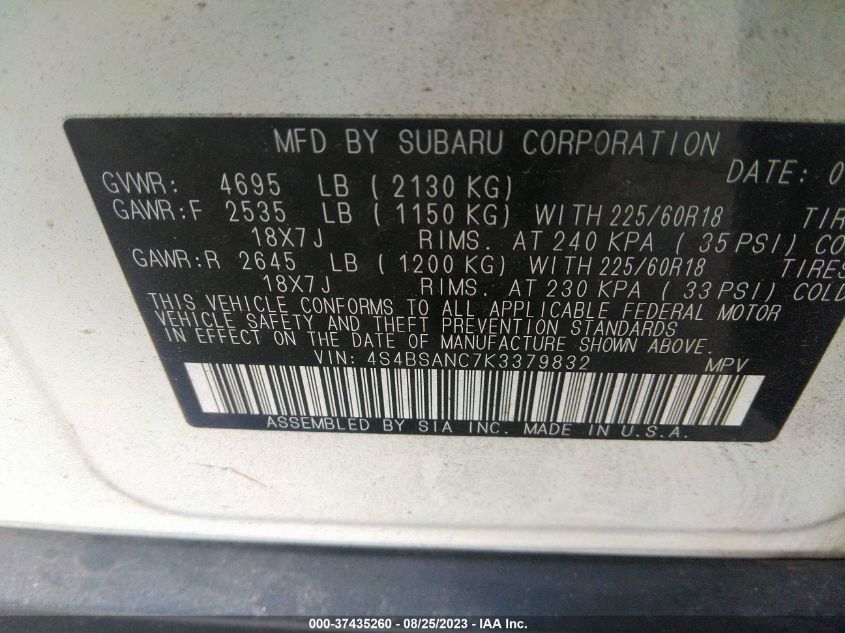 MFD BY SUBARU CORPORATION
DATE: 0
GVWR: 4695 LB ( 2130 KG)
GAWR:F 2535 LB ( 1150 KG) WITH 225/60R18 TIR
18X7J RIMS. AT 240 KPA ( 35 PSI) CO
GAWR:R 2645 LB ( 1200 KG) WITH 225/60R18 TIRES
18X7J RIMS. AT 230 KPA ( 33 PSI) COLD
THIS VEHICLE CONFORMS TO ALL APPLICABLE FEDERAL MOTOR
VEHICLE SAFETY AND THEFT PREVENTION STANDARDS
IN EFFECT ON THE DATE OF MANUFACTURE SHOWN ABOVE.
VIN: 4S4BSANC7K3379832 MPV
ASSEMBLED BY SIA INC. MADE IN U.S.A.
000-37435260 - 08/25/2023 - IAA Inc.